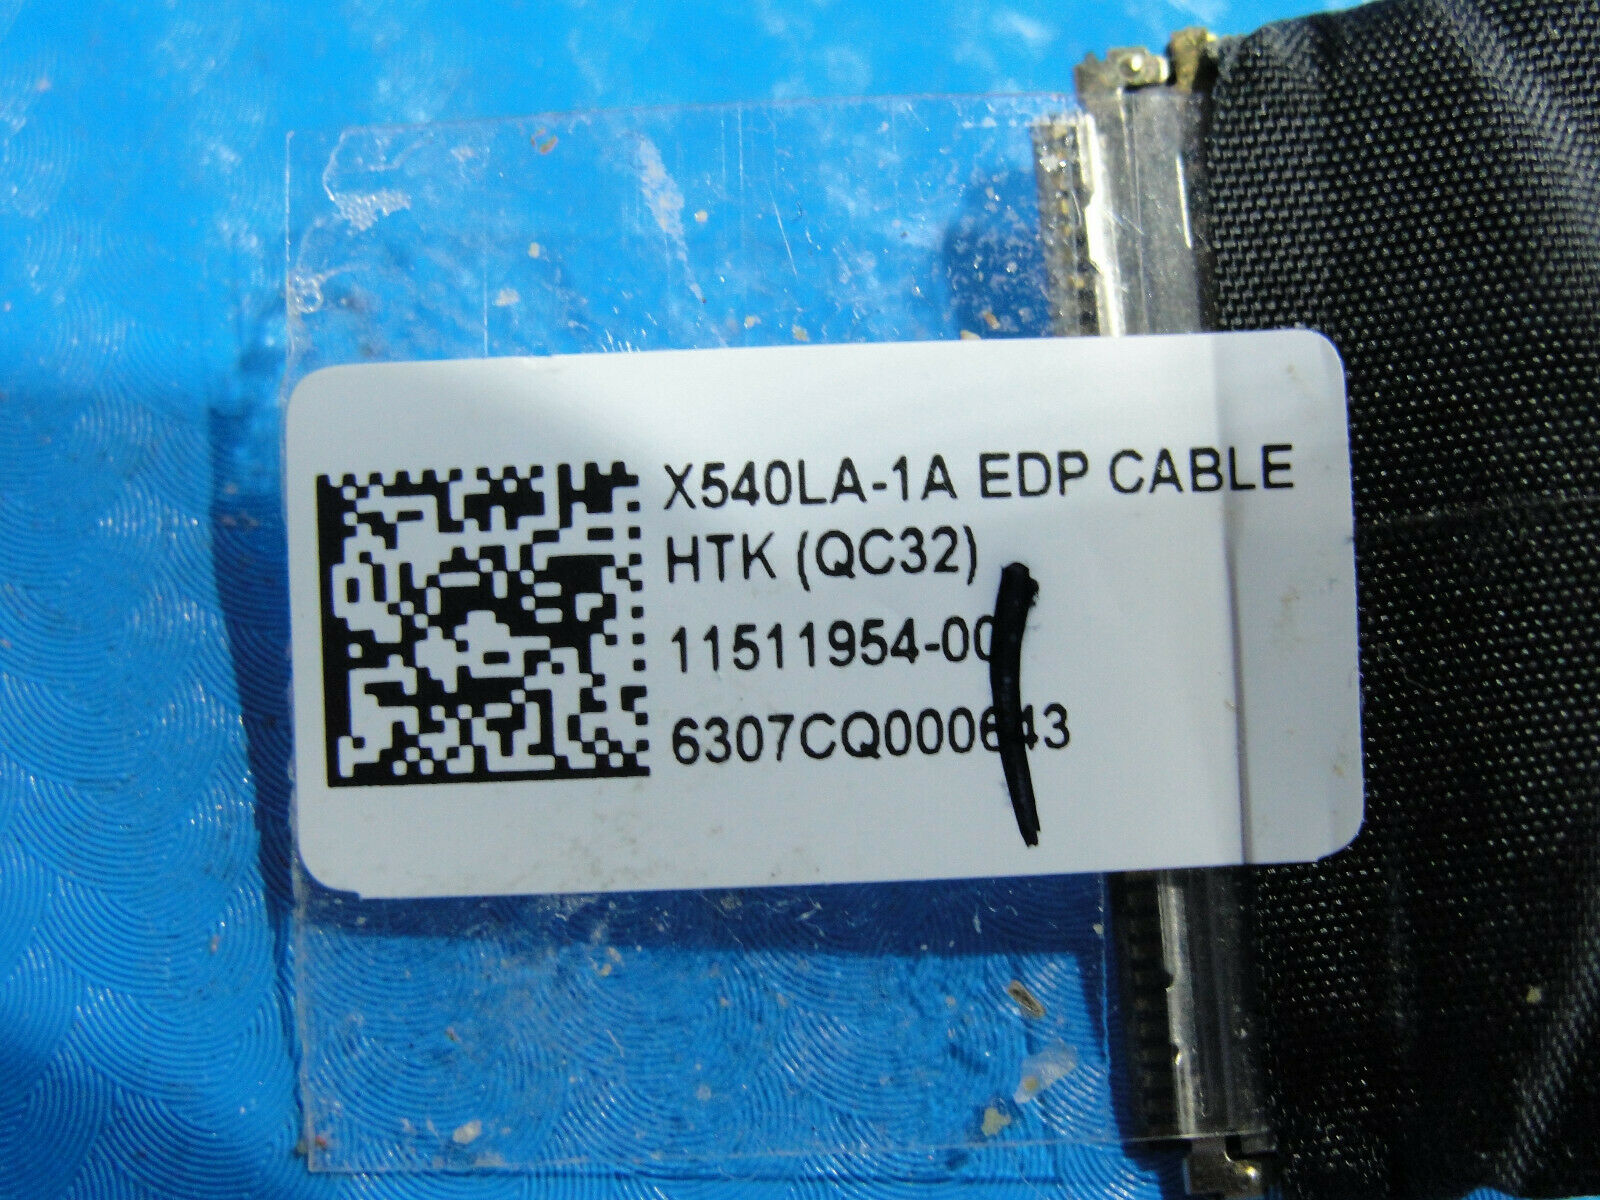 X540LA-1A EDP CABLE
HTK (QC32)
11511954-00
6307CQ000643